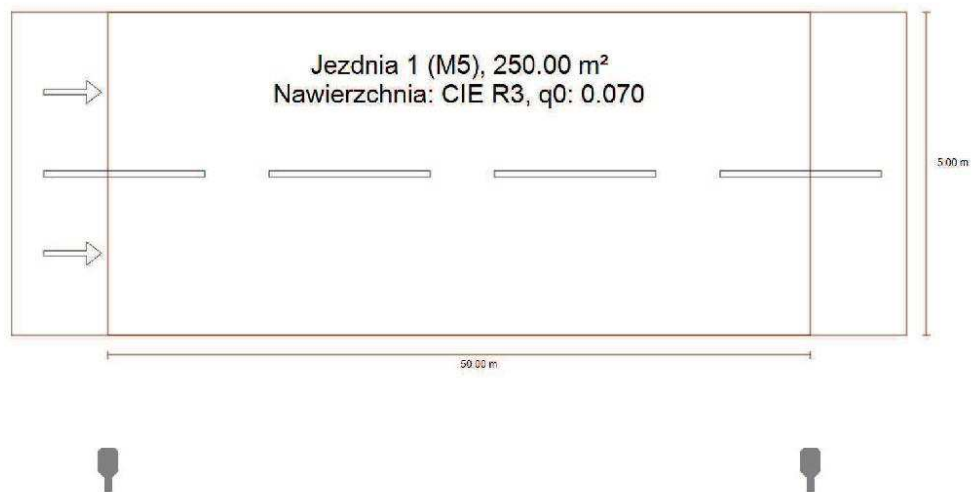 Jezdnia 1 (M5), 250.00 m²
Nawierzchnia: CIE R3, q0: 0.070
5.00 m
50.00 m